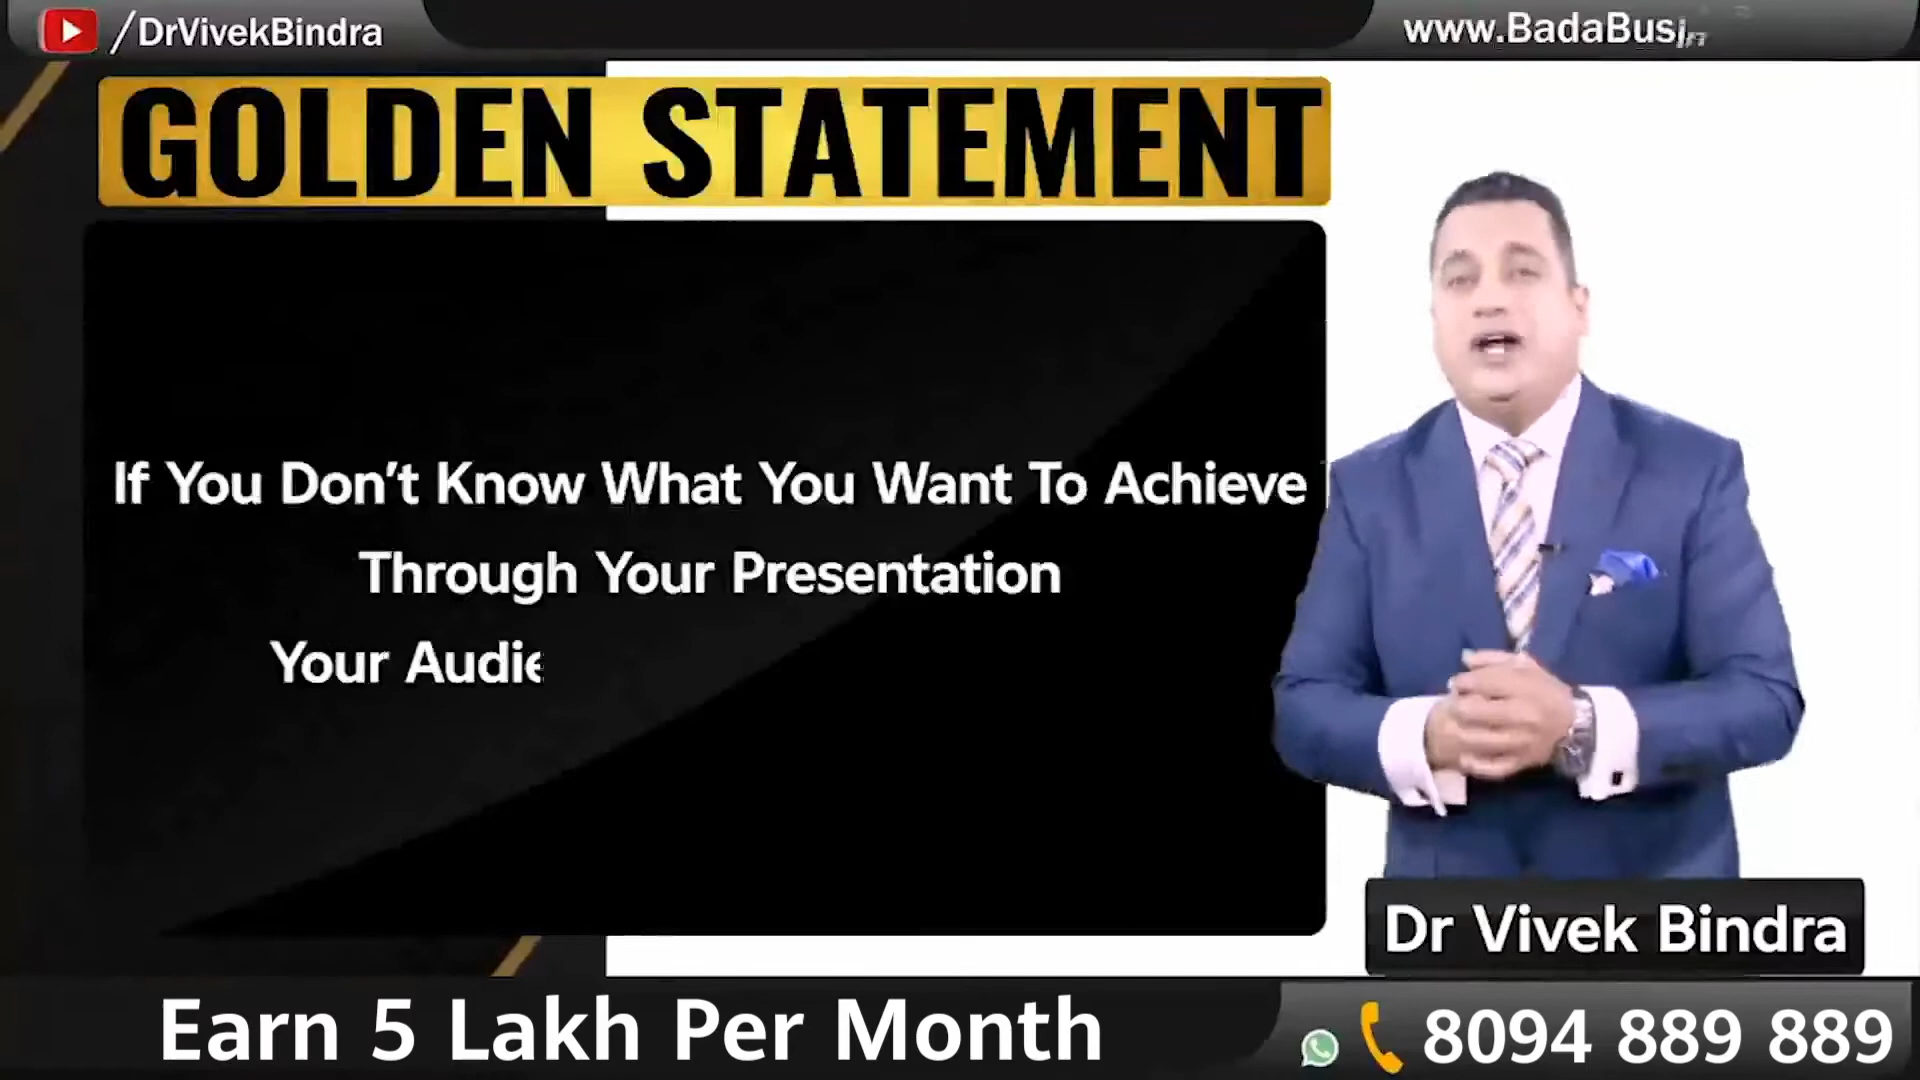 /DrVivekBindra
www.BadaBusin
GOLDEN STATEMENT
If You Don't Know What You Want To Achieve
Through Your Presentation
Your Audie
Dr Vivek Bindra
Earn 5 Lakh Per Month
8094 889 889